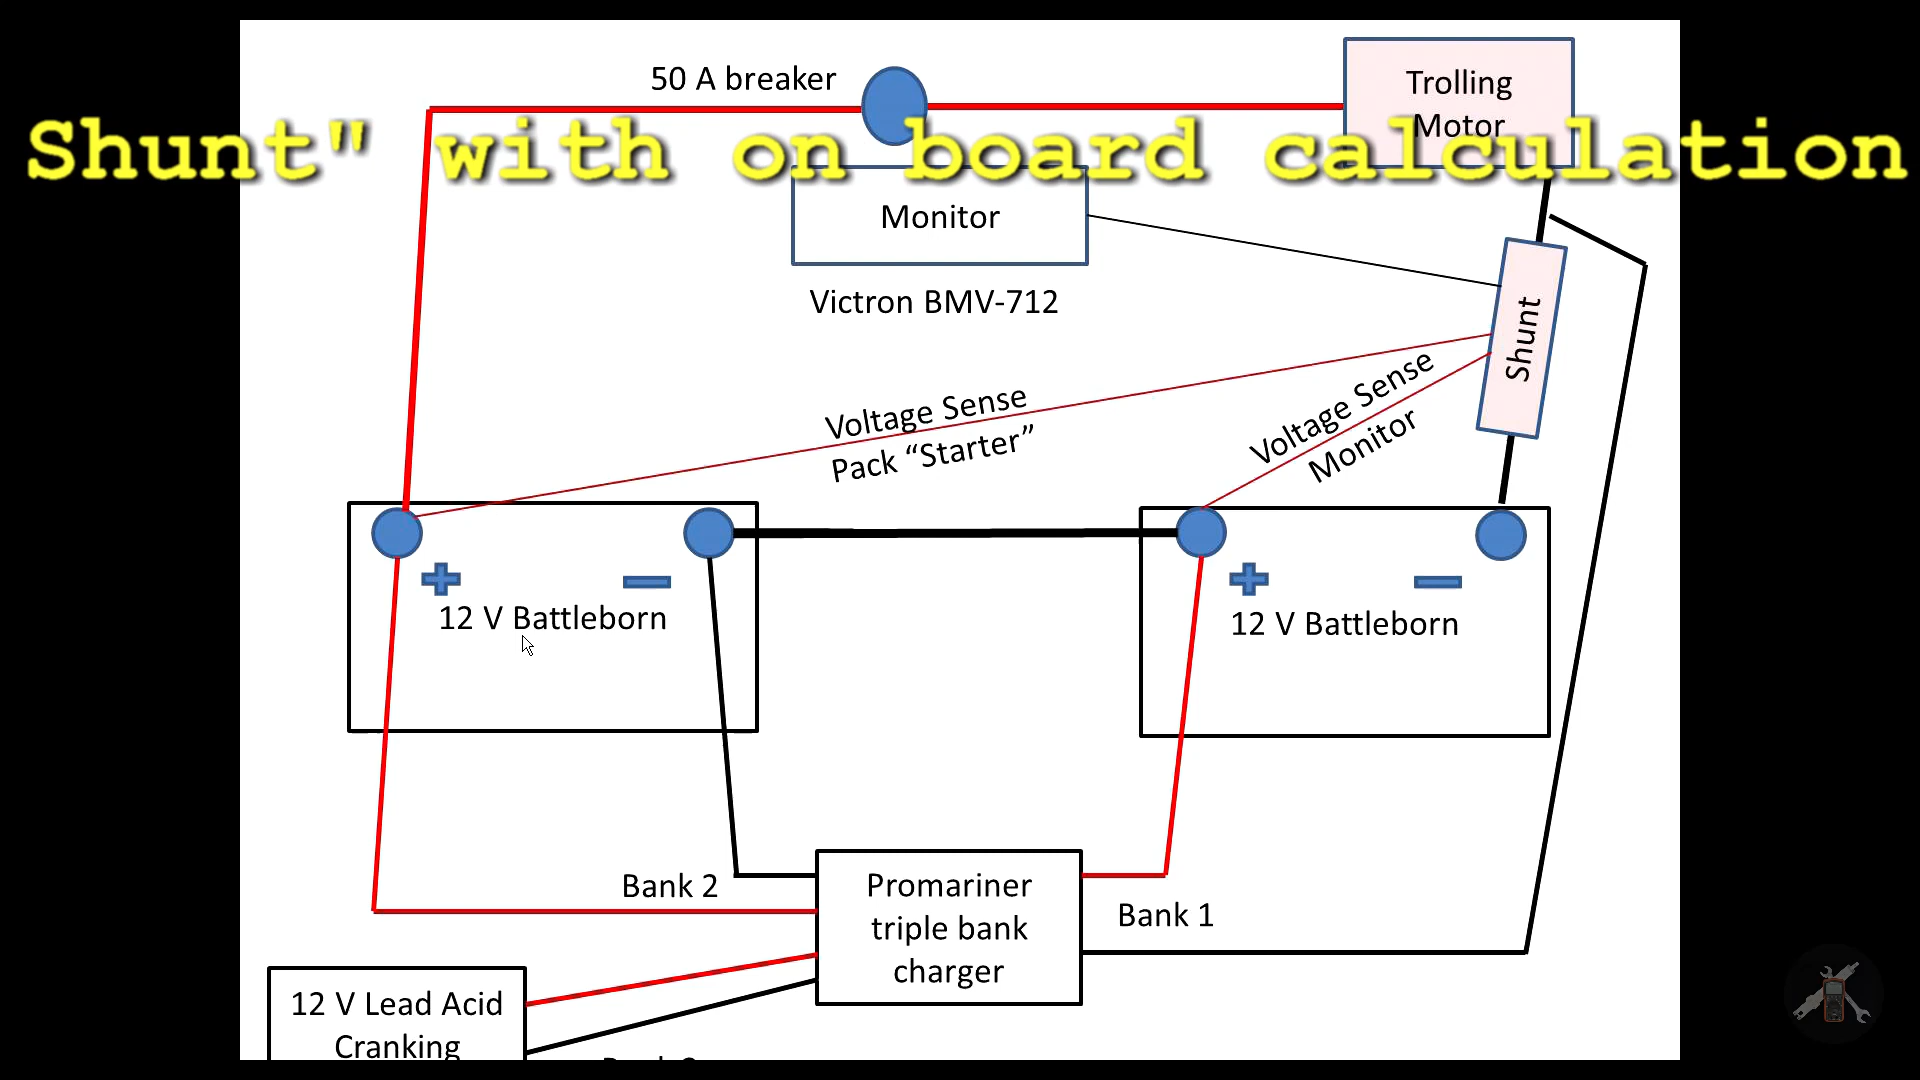 50 A breaker
Trolling
Motor
Shunt" with on board calculation
Monitor
Victron BMV-712
Shunt
Voltage Sense
Pack “Starter”
Voltage Sense
Monitor
12 V Battleborn
12 V Battleborn
Bank 2
Promariner
triple bank
charger
Bank 1
12 V Lead Acid
Cranking